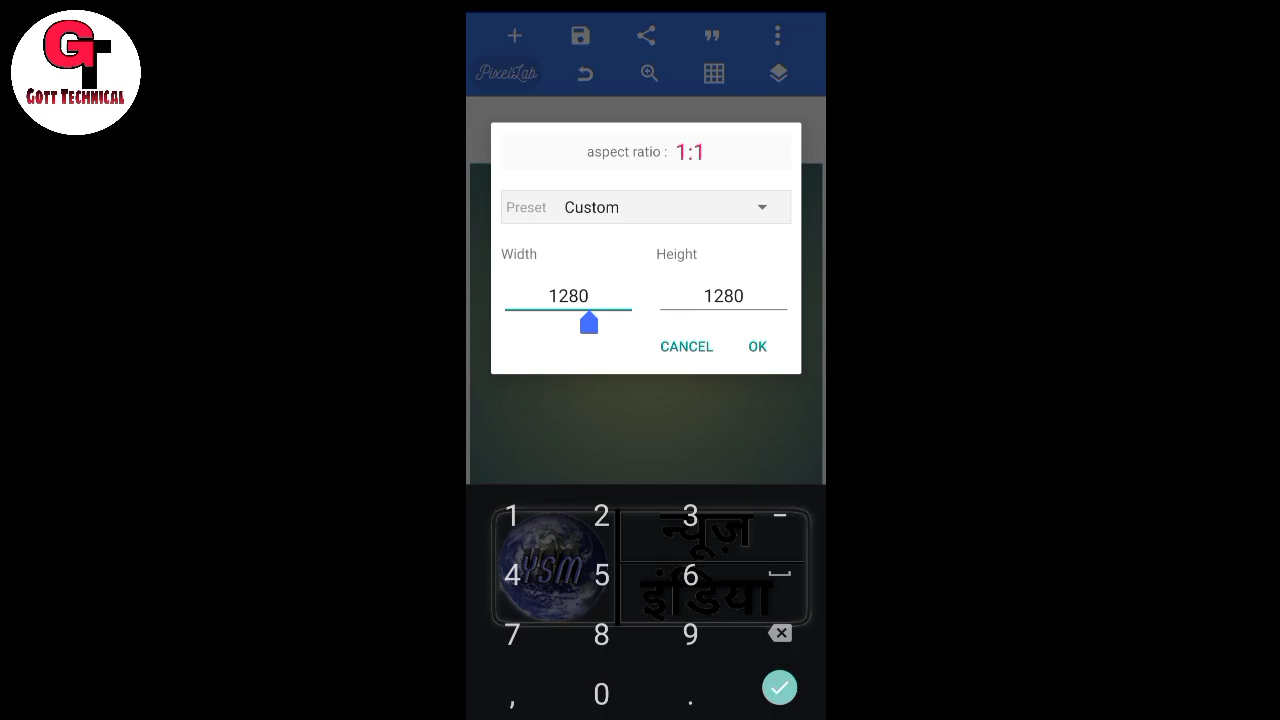 GT
GOTT TECHNICAL
PixelLab
aspect ratio : 1:1
Preset Custom
Width Height
1280 1280
CANCEL OK
1 2 3 -
4 5 6
7 8 9
, 0 .
YSM
न्यूज़
इंडिया